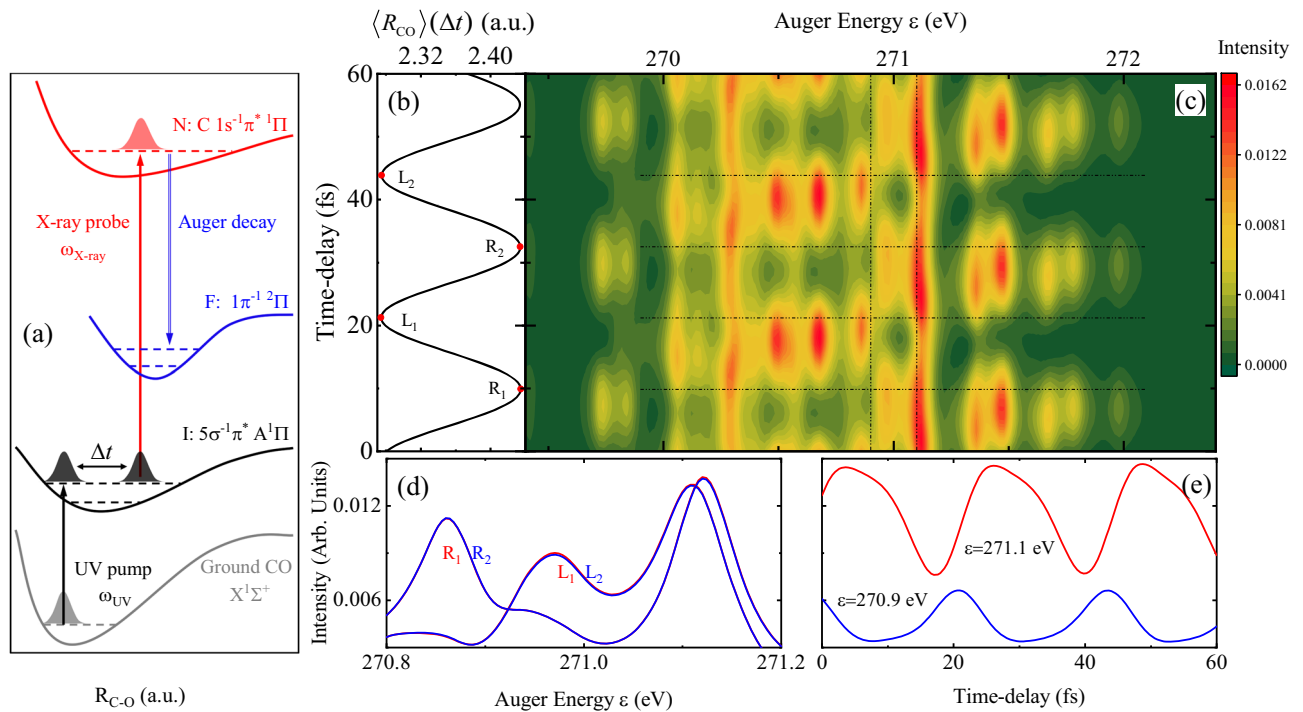 ⟨R_CO⟩(Δt) (a.u.)
2.32 2.40
Auger Energy ε (eV)
270 271 272
Intensity
0.0162
0.0122
0.0081
0.0041
0.0000
(a)
N: C 1s⁻¹π* ¹Π
X-ray probe
ω_X-ray
Auger decay
F: 1π⁻¹ ²Π
I: 5σ⁻¹π* A¹Π
Δt
UV pump
ω_UV
Ground CO
X¹Σ⁺
R_C-O (a.u.)
(b)
Time-delay (fs)
60
40
20
0
L₂
R₂
L₁
R₁
(c)
(d)
Intensity (Arb. Units)
0.012
0.006
R₁ R₂
L₁ L₂
270.8 271.0 271.2
Auger Energy ε (eV)
(e)
ε=271.1 eV
ε=270.9 eV
0 20 40 60
Time-delay (fs)